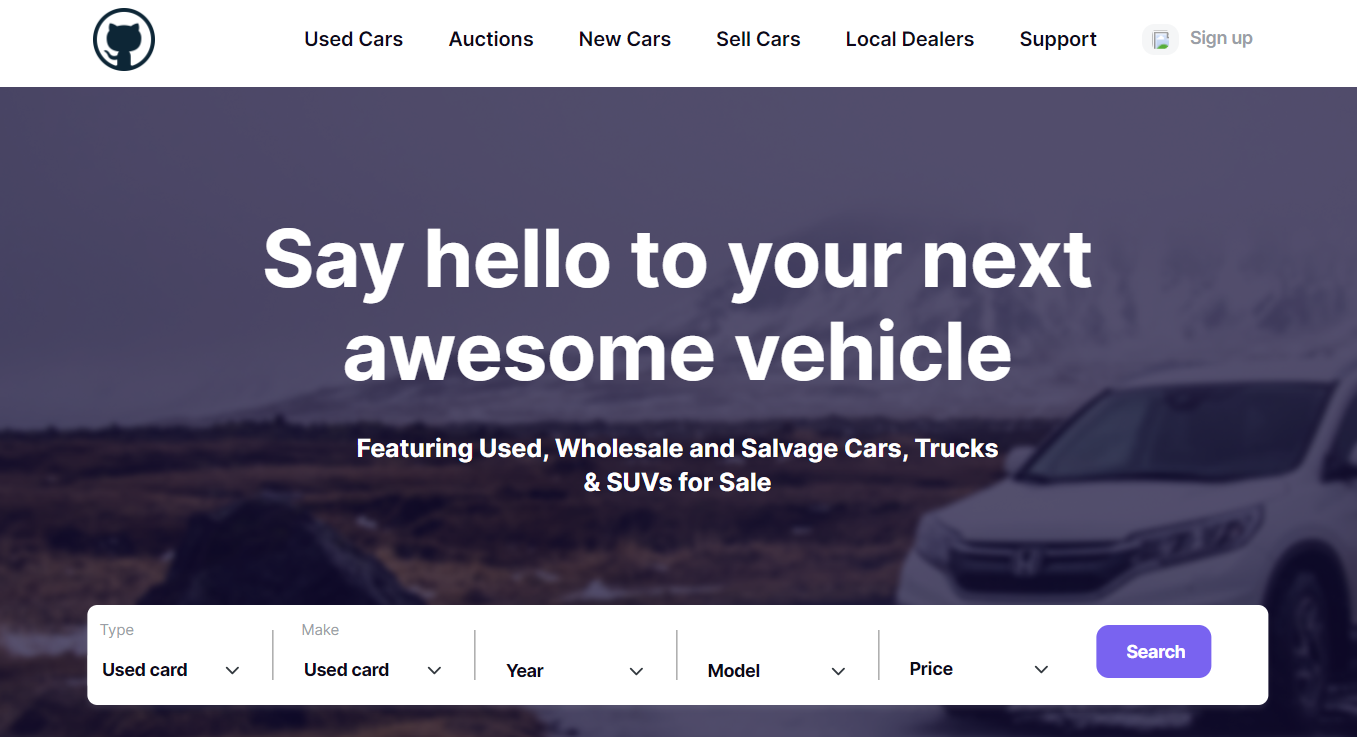 Used Cars Auctions New Cars Sell Cars Local Dealers Support Sign up
Say hello to your next
awesome vehicle
Featuring Used, Wholesale and Salvage Cars, Trucks
& SUVs for Sale
Type Make
Used card Used card Year Model Price Search